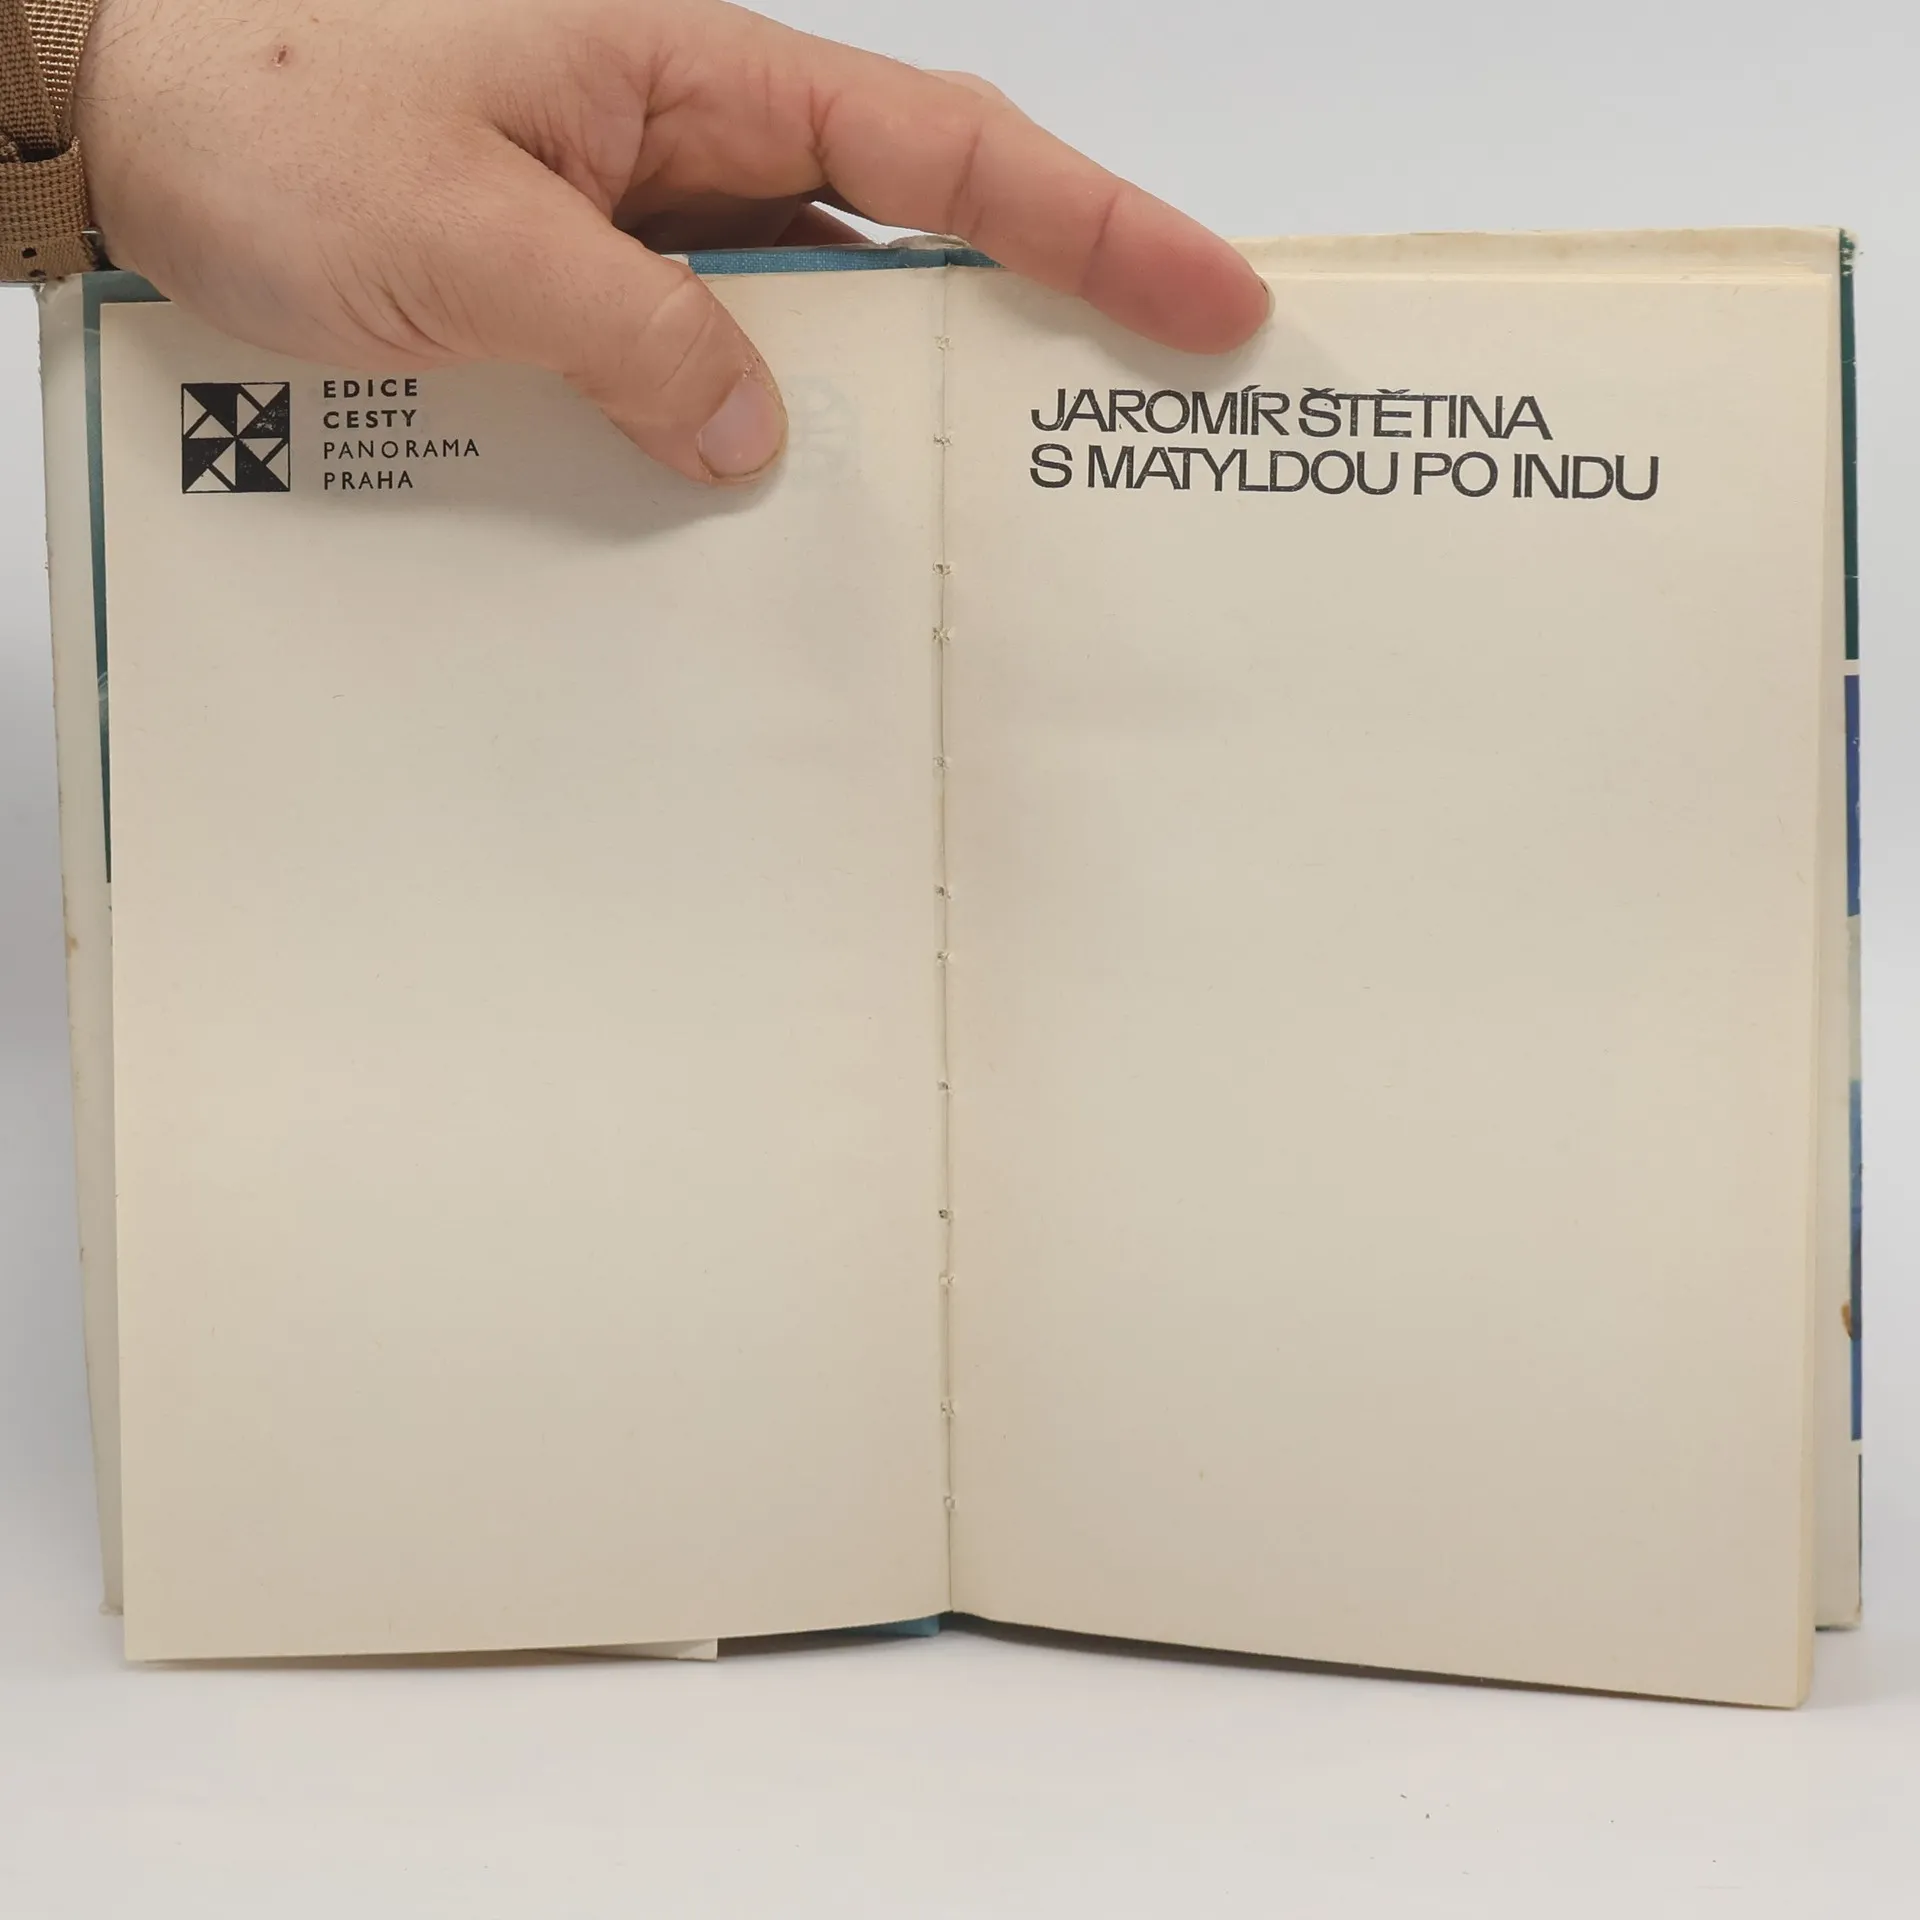 EDICE
CESTY
PANORAMA
PRAHA
JAROMÍR ŠTĚTINA
S MATYLDOU PO INDU